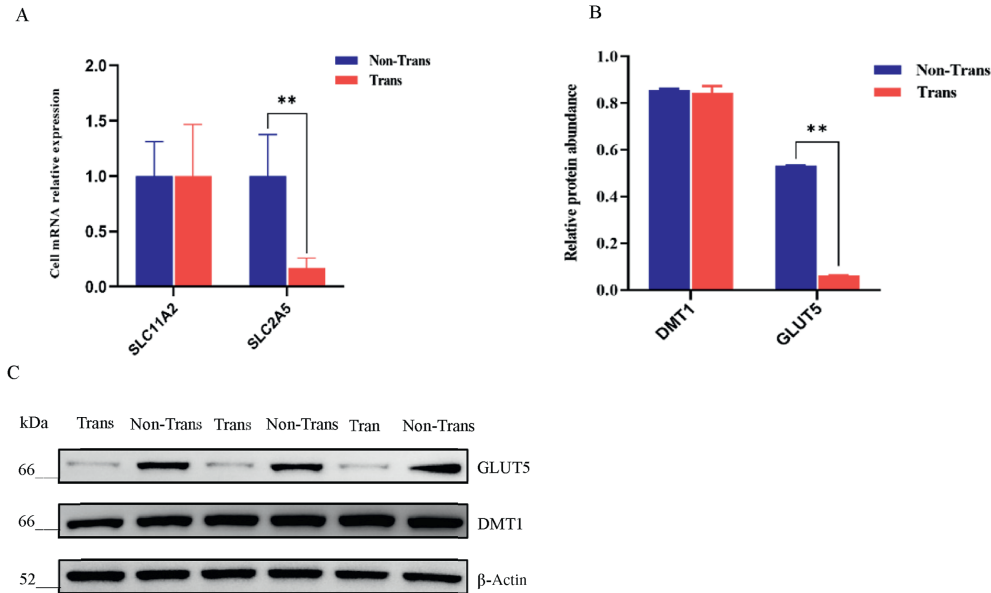 A
Cell mRNA relative expression
2.0
1.5
1.0
0.5
0.0
**
Non-Trans
Trans
SLC11A2
SLC2A5
B
Relative protein abundance
1.0
0.8
0.6
0.4
0.2
0.0
**
Non-Trans
Trans
DMT1
GLUT5
C
kDa Trans Non-Trans Trans Non-Trans Tran Non-Trans
66 GLUT5
66 DMT1
52 β-Actin